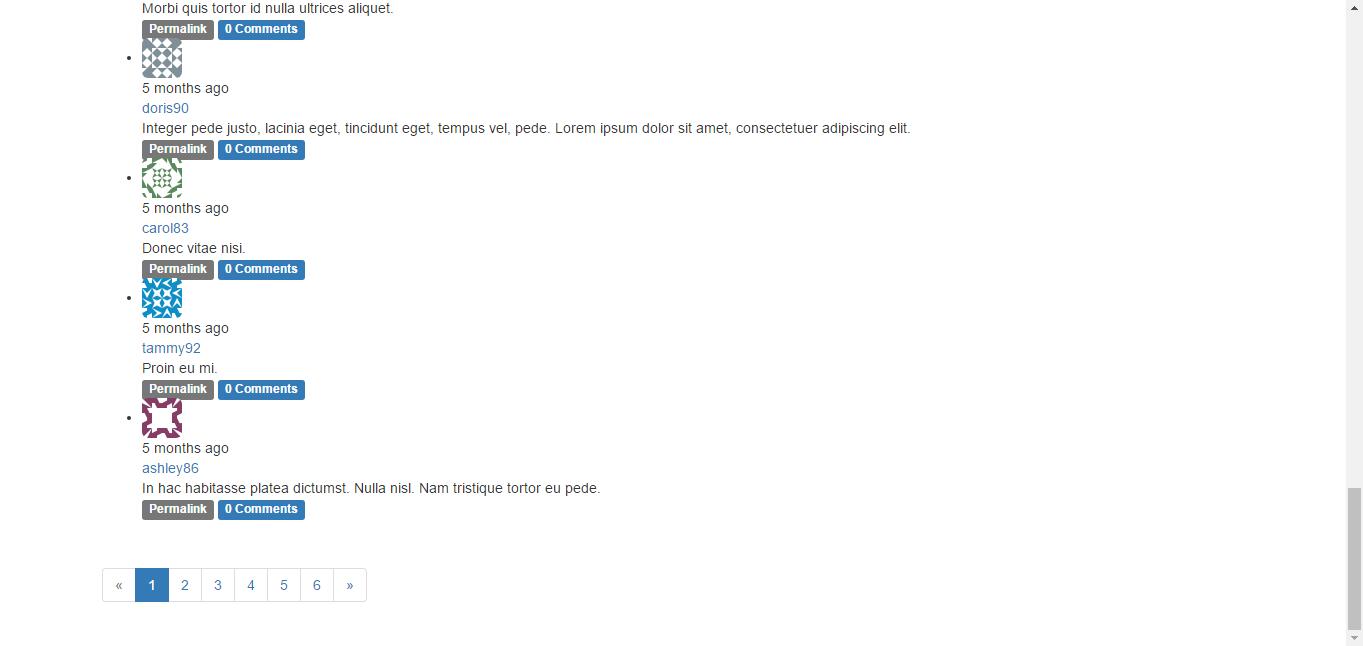 Morbi quis tortor id nulla ultrices aliquet.
Permalink 0 Comments
5 months ago
doris90
Integer pede justo, lacinia eget, tincidunt eget, tempus vel, pede. Lorem ipsum dolor sit amet, consectetuer adipiscing elit.
Permalink 0 Comments
5 months ago
carol83
Donec vitae nisi.
Permalink 0 Comments
5 months ago
tammy92
Proin eu mi.
Permalink 0 Comments
5 months ago
ashley86
In hac habitasse platea dictumst. Nulla nisl. Nam tristique tortor eu pede.
Permalink 0 Comments
« 1 2 3 4 5 6 »